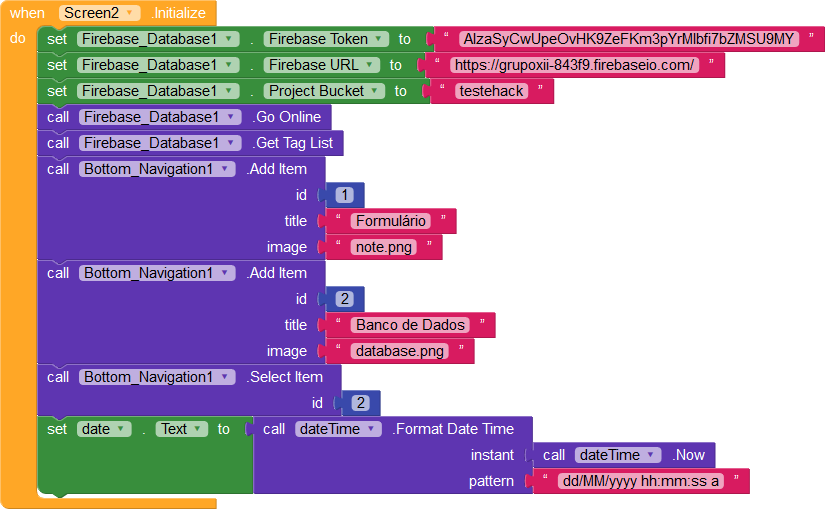 when Screen2 .Initialize
do set Firebase_Database1 . Firebase Token to “ AlzaSyCwUpeOvHK9ZeFKm3pYrMlbfi7bZMSU9MY ”
set Firebase_Database1 . Firebase URL to “ https://grupoxii-843f9.firebaseio.com/ ”
set Firebase_Database1 . Project Bucket to “ testehack ”
call Firebase_Database1 .Go Online
call Firebase_Database1 .Get Tag List
call Bottom_Navigation1 .Add Item
id 1
title “ Formulário ”
image “ note.png ”
call Bottom_Navigation1 .Add Item
id 2
title “ Banco de Dados ”
image “ database.png ”
call Bottom_Navigation1 .Select Item
id 2
set date . Text to call dateTime .Format Date Time
instant call dateTime .Now
pattern “ dd/MM/yyyy hh:mm:ss a ”